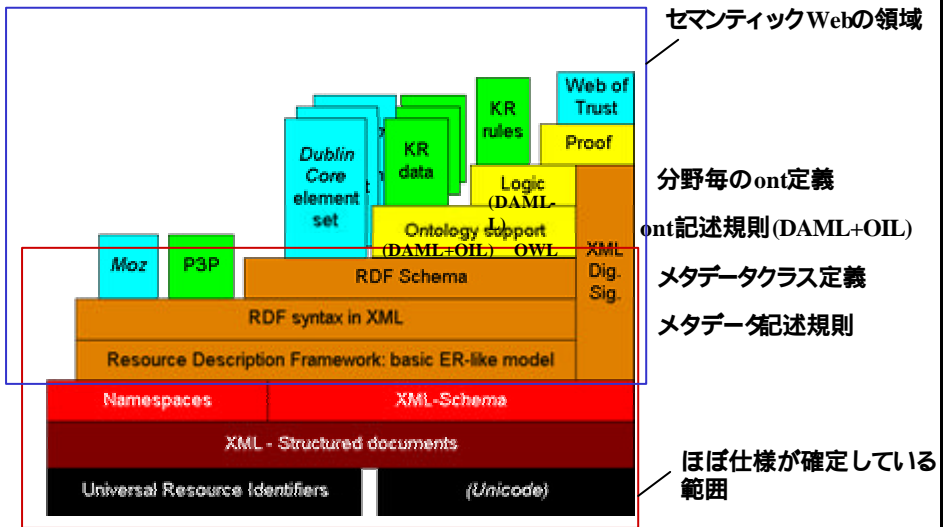 セマンティックWebの領域
Web of
Trust
KR
rules
Proof
Dublin
Core
element
set
KR
data
Logic
(DAML-
L)
分野毎のont定義
Ontology support
(DAML+OIL) OWL
ont記述規則(DAML+OIL)
XML
Dig.
Sig.
Moz
P3P
RDF Schema
メタデータクラス定義
RDF syntax in XML
メタデータ記述規則
Resource Description Framework: basic ER-like model
Namespaces
XML-Schema
XML - Structured documents
Universal Resource Identifiers
(Unicode)
ほぼ仕様が確定している
範囲